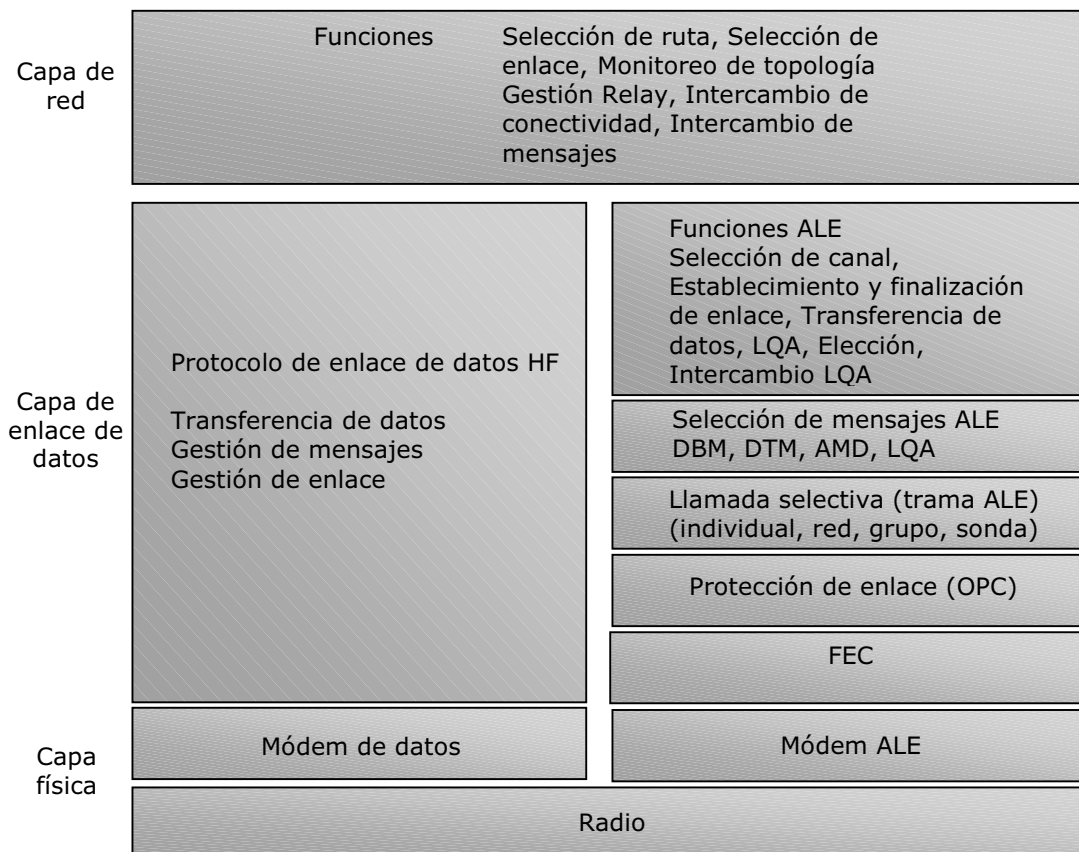 Capa de
red
Funciones
Selección de ruta, Selección de
enlace, Monitoreo de topología
Gestión Relay, Intercambio de
conectividad, Intercambio de
mensajes
Capa de
enlace de
datos
Protocolo de enlace de datos HF
Transferencia de datos
Gestión de mensajes
Gestión de enlace
Funciones ALE
Selección de canal,
Establecimiento y finalización
de enlace, Transferencia de
datos, LQA, Elección,
Intercambio LQA
Selección de mensajes ALE
DBM, DTM, AMD, LQA
Llamada selectiva (trama ALE)
(individual, red, grupo, sonda)
Protección de enlace (OPC)
FEC
Capa
física
Módem de datos
Módem ALE
Radio